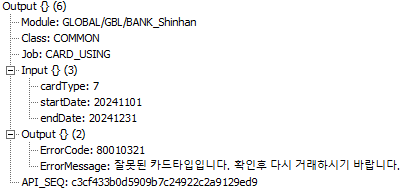 Output {} (6)
Module: GLOBAL/GBL/BANK_Shinhan
Class: COMMON
Job: CARD_USING
Input {} (3)
cardType: 7
startDate: 20241101
endDate: 20241231
Output {} (2)
ErrorCode: 80010321
ErrorMessage: 잘못된 카드타입입니다. 확인후 다시 거래하시기 바랍니다.
API_SEQ: c3cf433b0d5909b7c24922c2a9129ed9